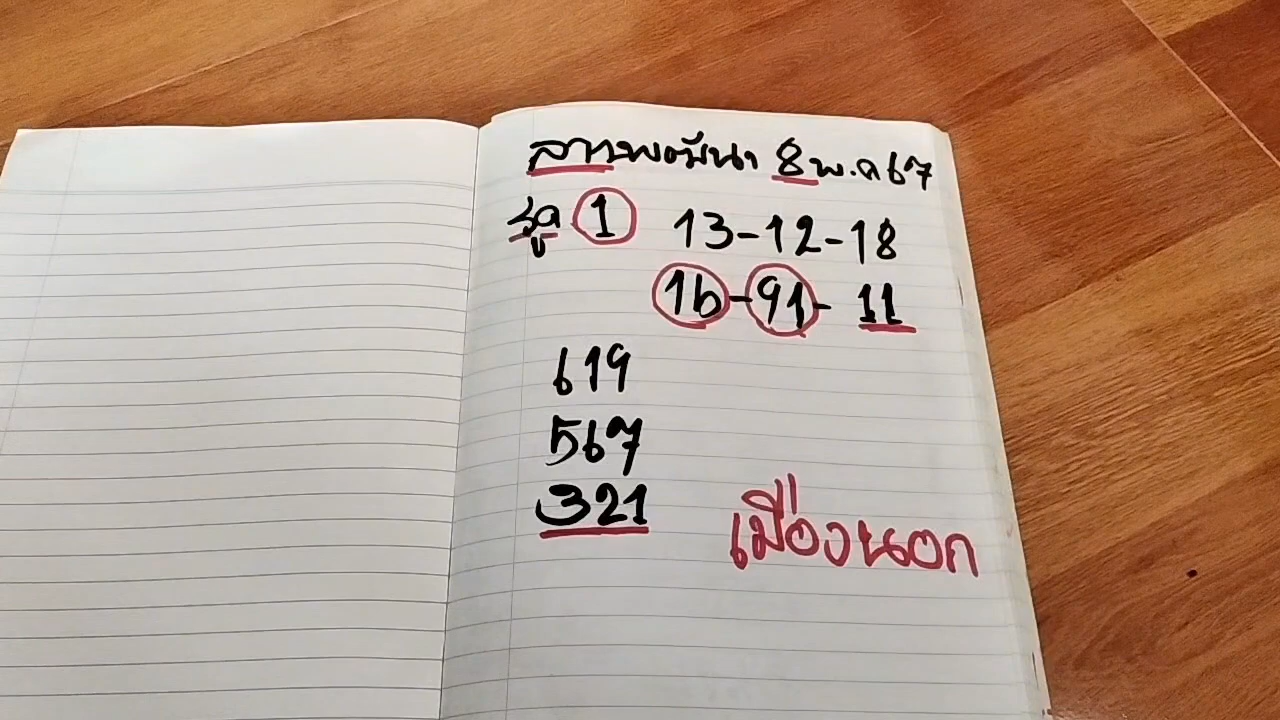 ลาวพัฒนา 8 พ.ค 67
รูด 1 13-12-18
16-91-11
619
567
321
เมืองนอก